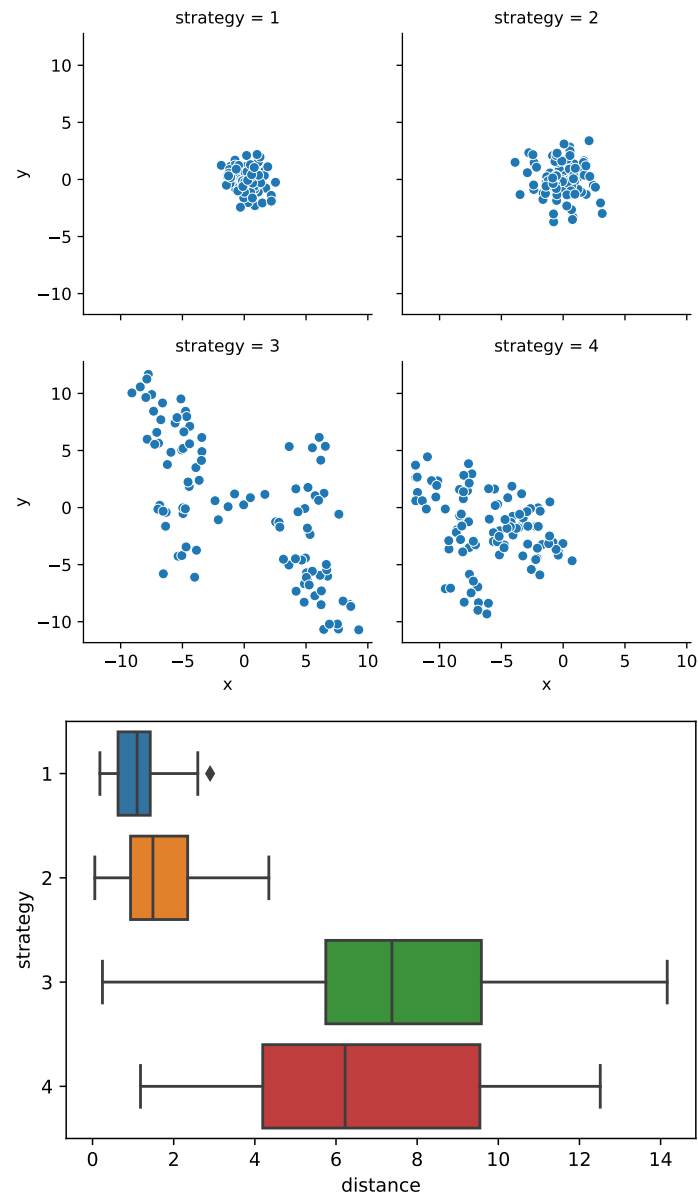 strategy = 1
strategy = 2
10
5
0
−5
−10
y
strategy = 3
strategy = 4
10
5
0
−5
−10
y
−10 −5 0 5 10
−10 −5 0 5 10
x
x
1
2
3
4
strategy
0 2 4 6 8 10 12 14
distance